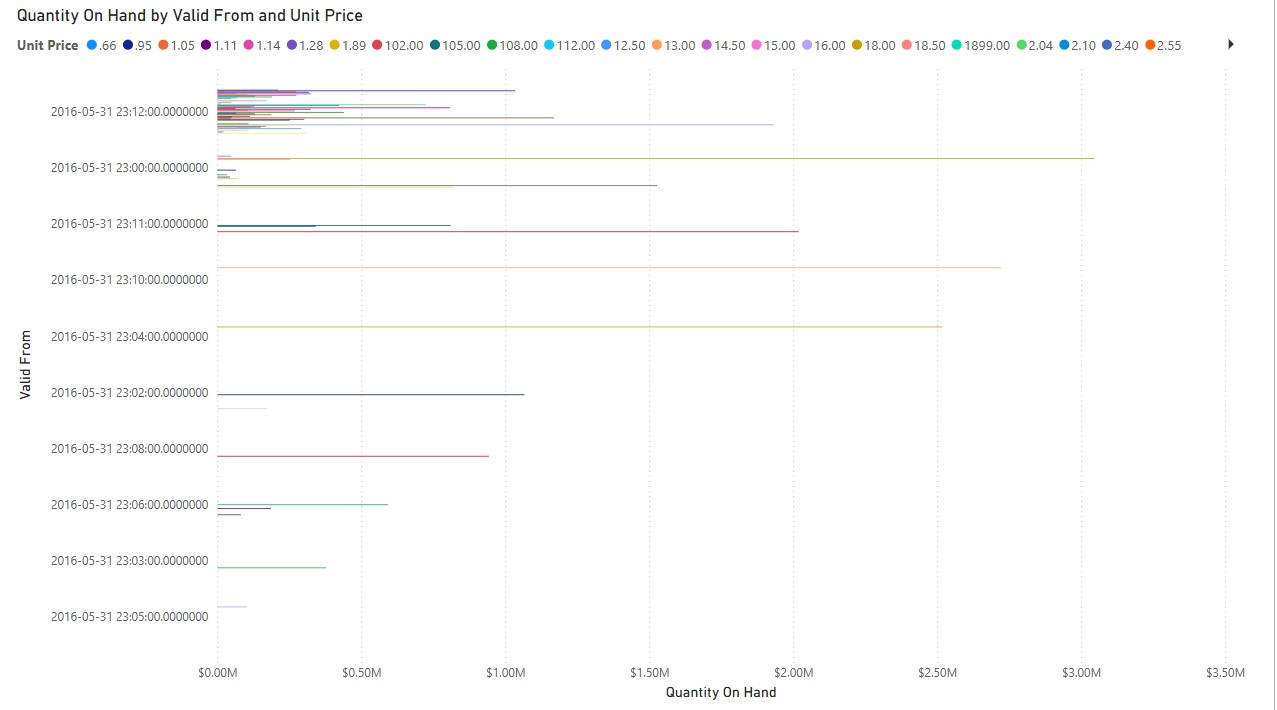 Quantity On Hand by Valid From and Unit Price
Unit Price .66 .95 1.05 1.11 1.14 1.28 1.89 102.00 105.00 108.00 112.00 12.50 13.00 14.50 15.00 16.00 18.00 18.50 1899.00 2.04 2.10 2.40 2.55
Valid From
2016-05-31 23:12:00.0000000
2016-05-31 23:00:00.0000000
2016-05-31 23:11:00.0000000
2016-05-31 23:10:00.0000000
2016-05-31 23:04:00.0000000
2016-05-31 23:02:00.0000000
2016-05-31 23:08:00.0000000
2016-05-31 23:06:00.0000000
2016-05-31 23:03:00.0000000
2016-05-31 23:05:00.0000000
$0.00M $0.50M $1.00M $1.50M $2.00M $2.50M $3.00M $3.50M
Quantity On Hand